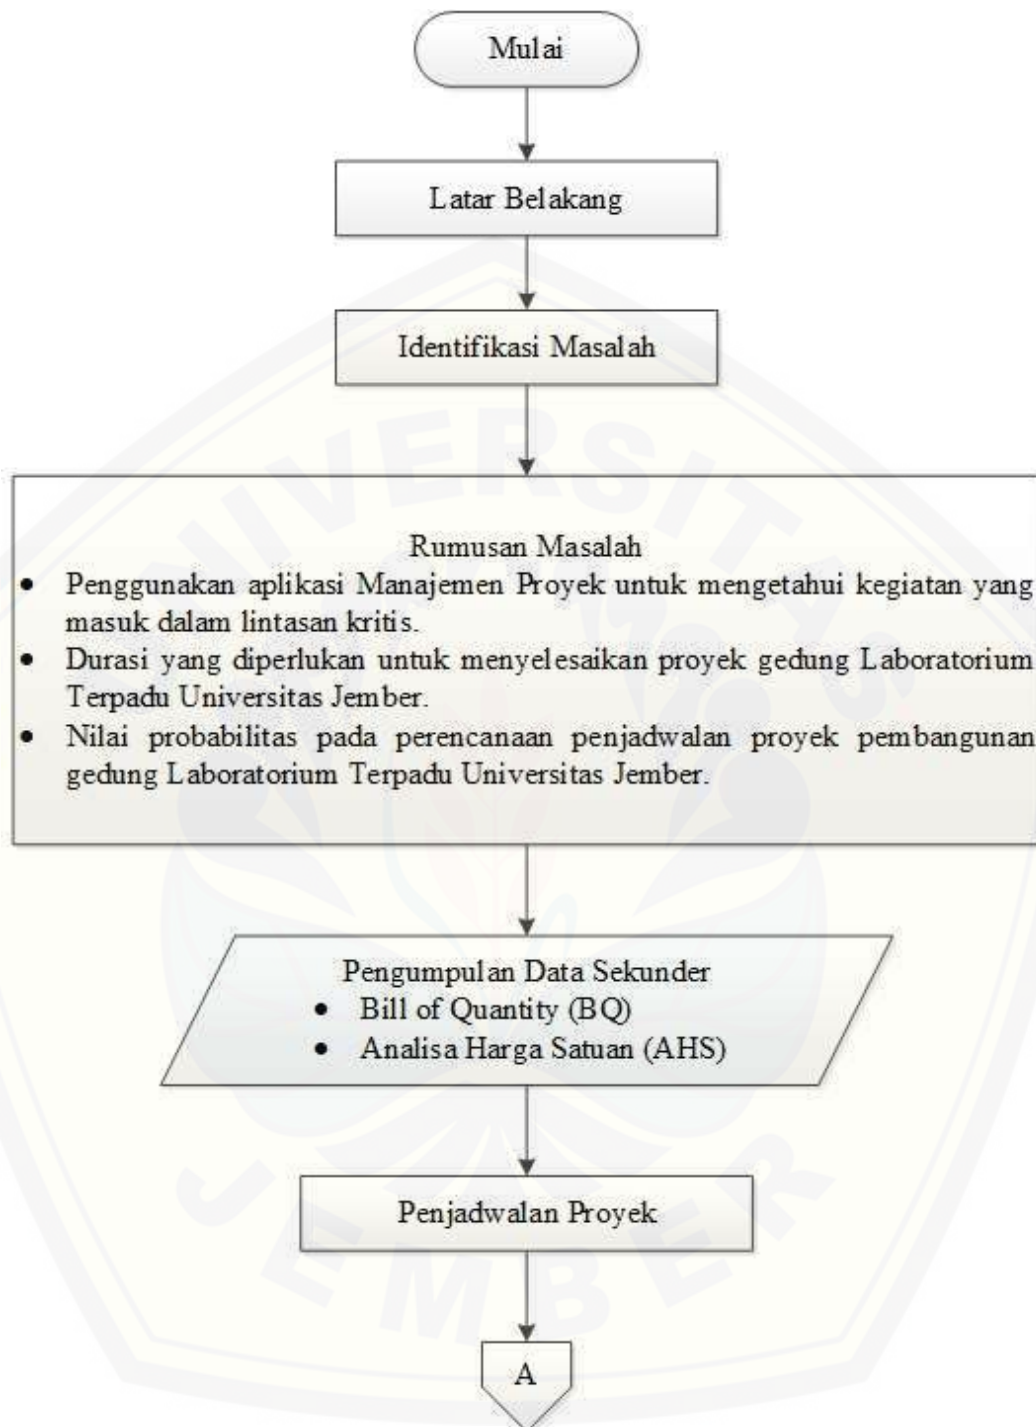 Mulai
Latar Belakang
Identifikasi Masalah
Rumusan Masalah
• Penggunakan aplikasi Manajemen Proyek untuk mengetahui kegiatan yang
masuk dalam lintasan kritis.
• Durasi yang diperlukan untuk menyelesaikan proyek gedung Laboratorium
Terpadu Universitas Jember.
• Nilai probabilitas pada perencanaan penjadwalan proyek pembangunan
gedung Laboratorium Terpadu Universitas Jember.
Pengumpulan Data Sekunder
• Bill of Quantity (BQ)
• Analisa Harga Satuan (AHS)
Penjadwalan Proyek
A
UNIVERSITAS
JEMBER